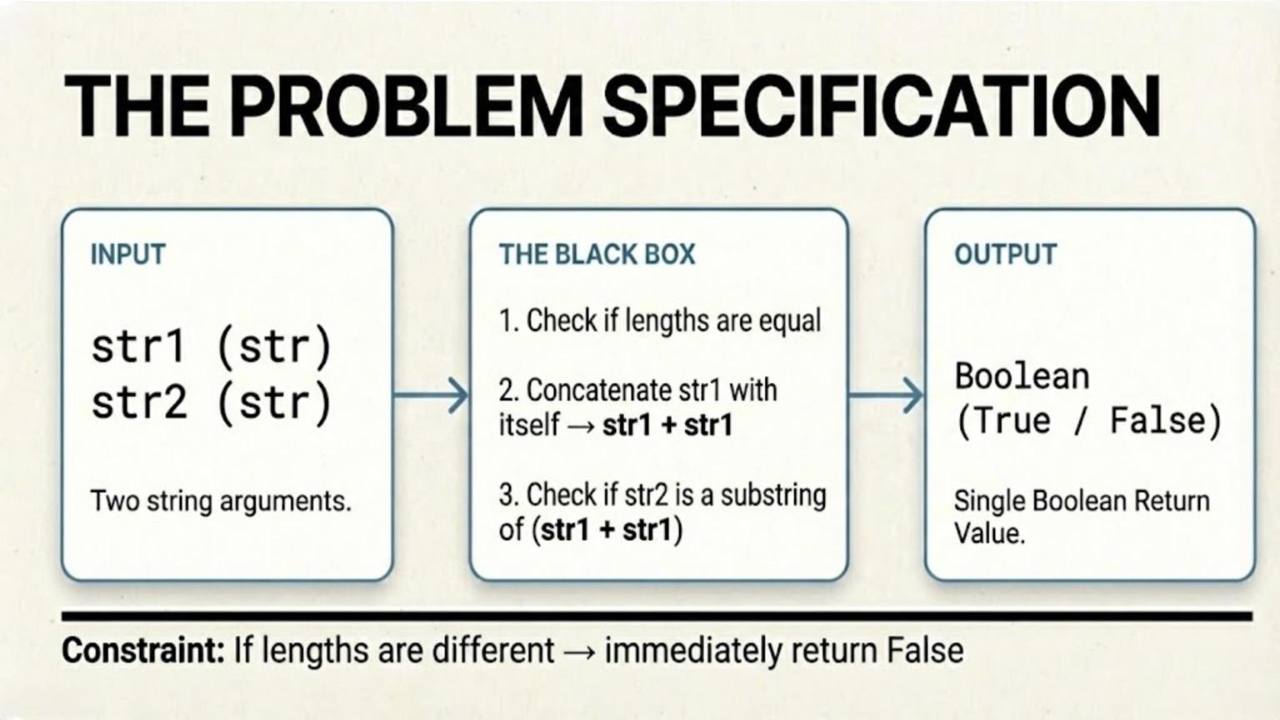 THE PROBLEM SPECIFICATION
INPUT
str1 (str)
str2 (str)
Two string arguments.
THE BLACK BOX
1. Check if lengths are equal
2. Concatenate str1 with
itself → str1 + str1
3. Check if str2 is a substring
of (str1 + str1)
OUTPUT
Boolean
(True / False)
Single Boolean Return
Value.
Constraint: If lengths are different → immediately return False